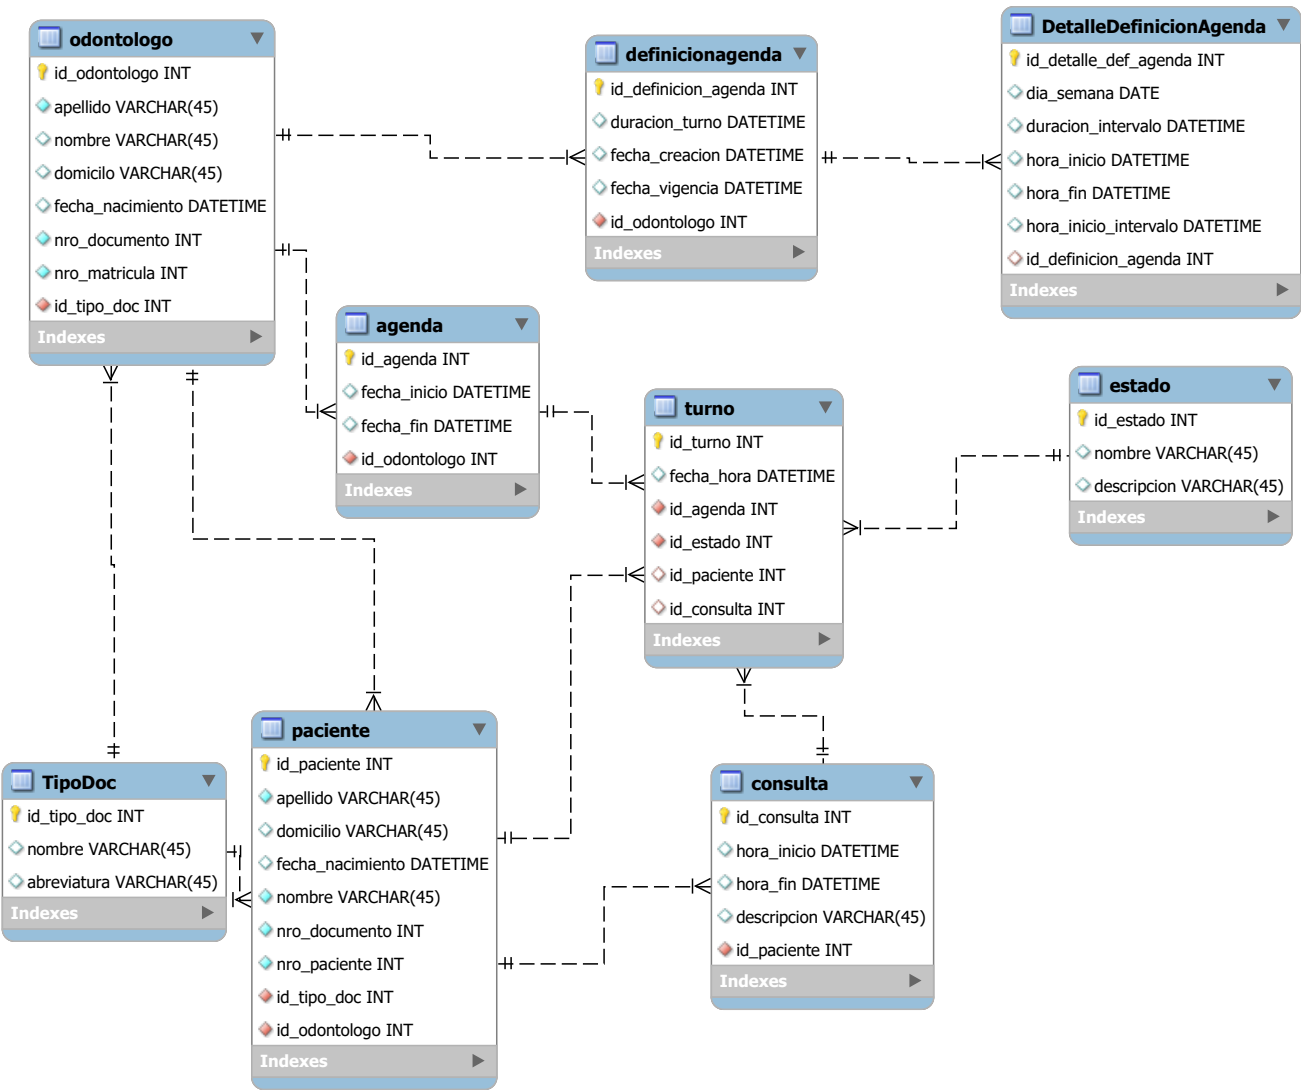 odontologo
id_odontologo INT
apellido VARCHAR(45)
nombre VARCHAR(45)
domicilo VARCHAR(45)
fecha_nacimiento DATETIME
nro_documento INT
nro_matricula INT
id_tipo_doc INT
Indexes
definicionagenda
id_definicion_agenda INT
duracion_turno DATETIME
fecha_creacion DATETIME
fecha_vigencia DATETIME
id_odontologo INT
Indexes
DetalleDefinicionAgenda
id_detalle_def_agenda INT
dia_semana DATE
duracion_intervalo DATETIME
hora_inicio DATETIME
hora_fin DATETIME
hora_inicio_intervalo DATETIME
id_definicion_agenda INT
Indexes
agenda
id_agenda INT
fecha_inicio DATETIME
fecha_fin DATETIME
id_odontologo INT
Indexes
turno
id_turno INT
fecha_hora DATETIME
id_agenda INT
id_estado INT
id_paciente INT
id_consulta INT
Indexes
estado
id_estado INT
nombre VARCHAR(45)
descripcion VARCHAR(45)
Indexes
TipoDoc
id_tipo_doc INT
nombre VARCHAR(45)
abreviatura VARCHAR(45)
Indexes
paciente
id_paciente INT
apellido VARCHAR(45)
domicilio VARCHAR(45)
fecha_nacimiento DATETIME
nombre VARCHAR(45)
nro_documento INT
nro_paciente INT
id_tipo_doc INT
id_odontologo INT
Indexes
consulta
id_consulta INT
hora_inicio DATETIME
hora_fin DATETIME
descripcion VARCHAR(45)
id_paciente INT
Indexes